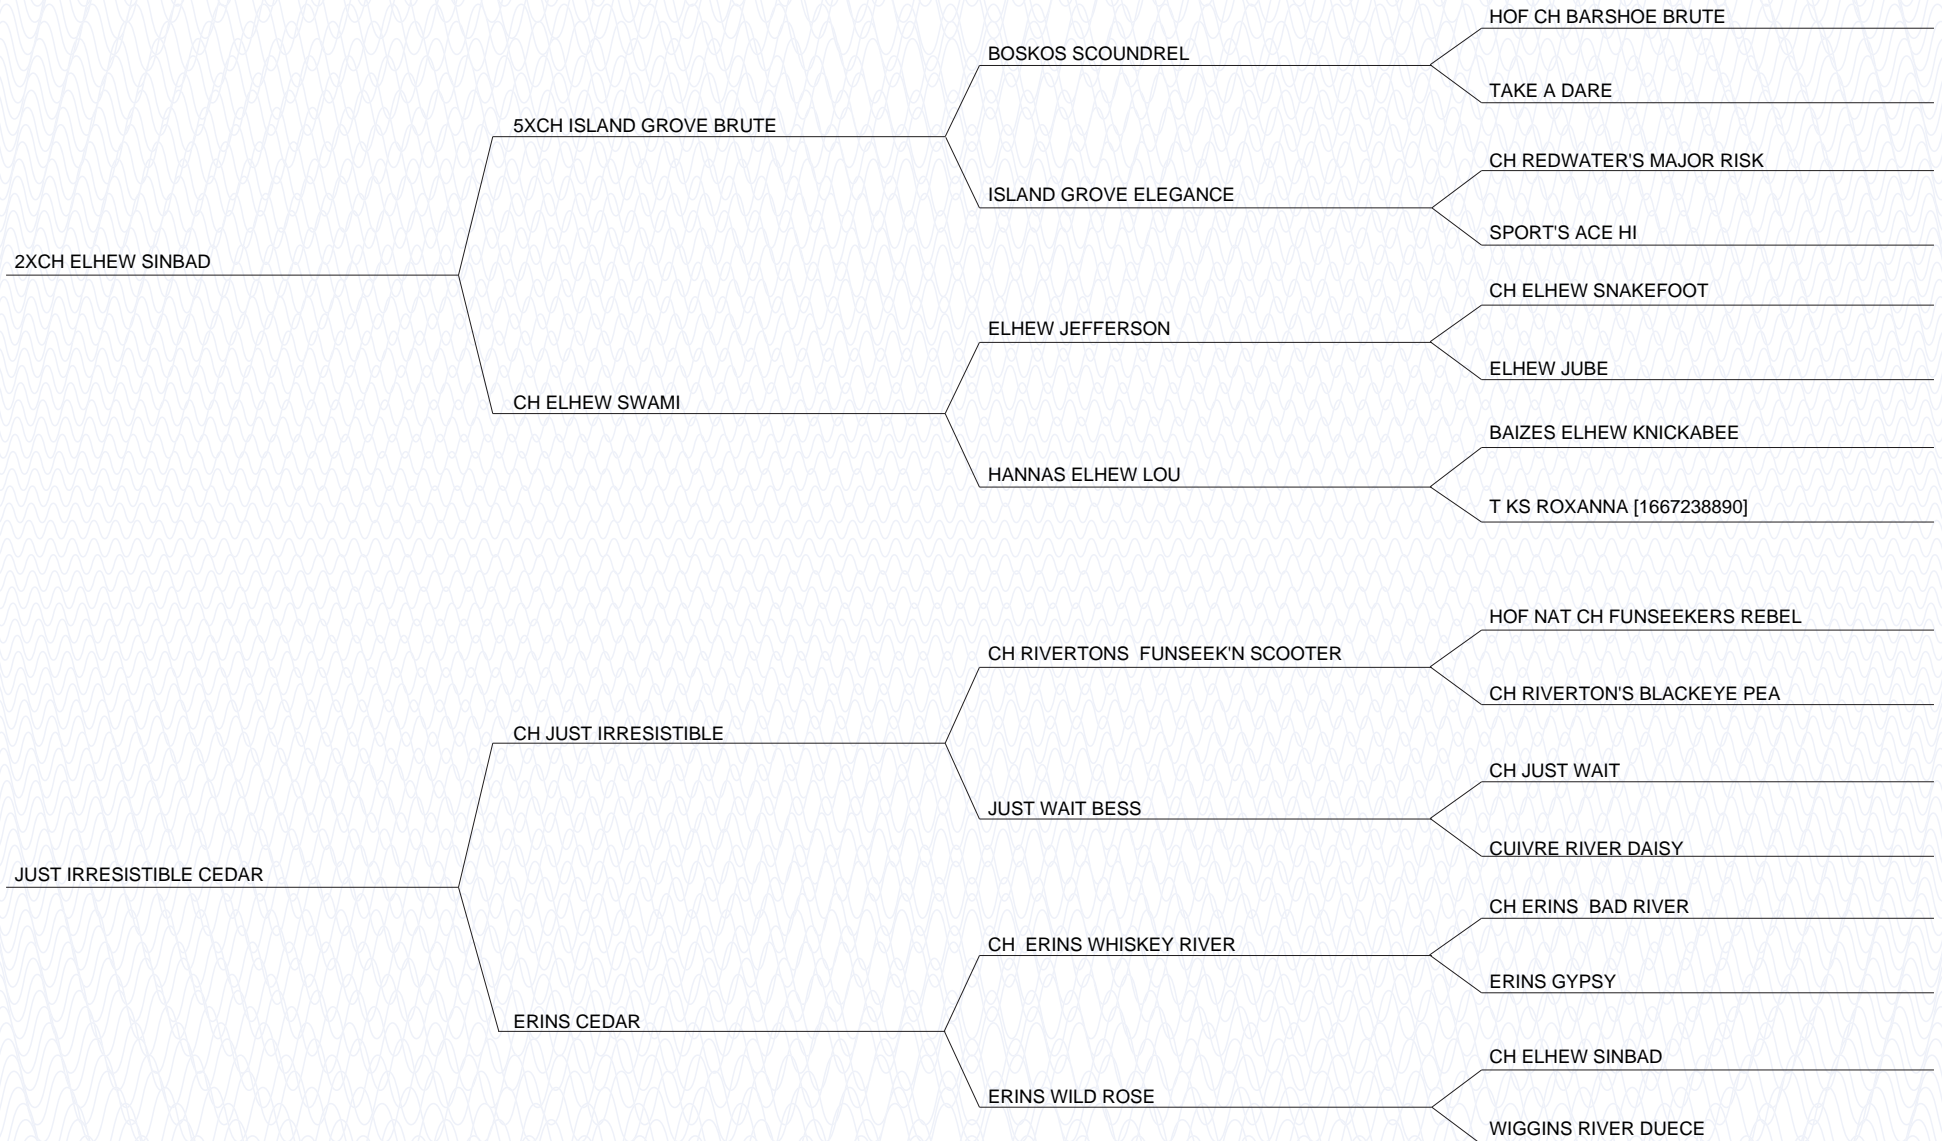 HOF CH BARSHOE BRUTE
BOSKOS SCOUNDREL
TAKE A DARE
5XCH ISLAND GROVE BRUTE
CH REDWATER'S MAJOR RISK
ISLAND GROVE ELEGANCE
SPORT'S ACE HI
2XCH ELHEW SINBAD
CH ELHEW SNAKEFOOT
ELHEW JEFFERSON
ELHEW JUBE
CH ELHEW SWAMI
BAIZES ELHEW KNICKABEE
HANNAS ELHEW LOU
T KS ROXANNA [1667238890]
HOF NAT CH FUNSEEKERS REBEL
CH RIVERTONS  FUNSEEK'N SCOOTER
CH RIVERTON'S BLACKEYE PEA
CH JUST IRRESISTIBLE
CH JUST WAIT
JUST WAIT BESS
CUIVRE RIVER DAISY
JUST IRRESISTIBLE CEDAR
CH ERINS  BAD RIVER
CH  ERINS WHISKEY RIVER
ERINS GYPSY
ERINS CEDAR
CH ELHEW SINBAD
ERINS WILD ROSE
WIGGINS RIVER DUECE